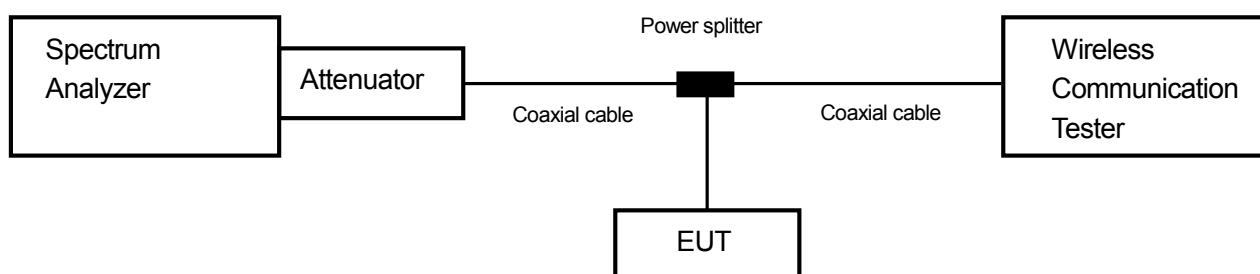 Power splitter
Spectrum
Analyzer
Attenuator
Wireless
Communication
Tester
Coaxial cable
Coaxial cable
EUT